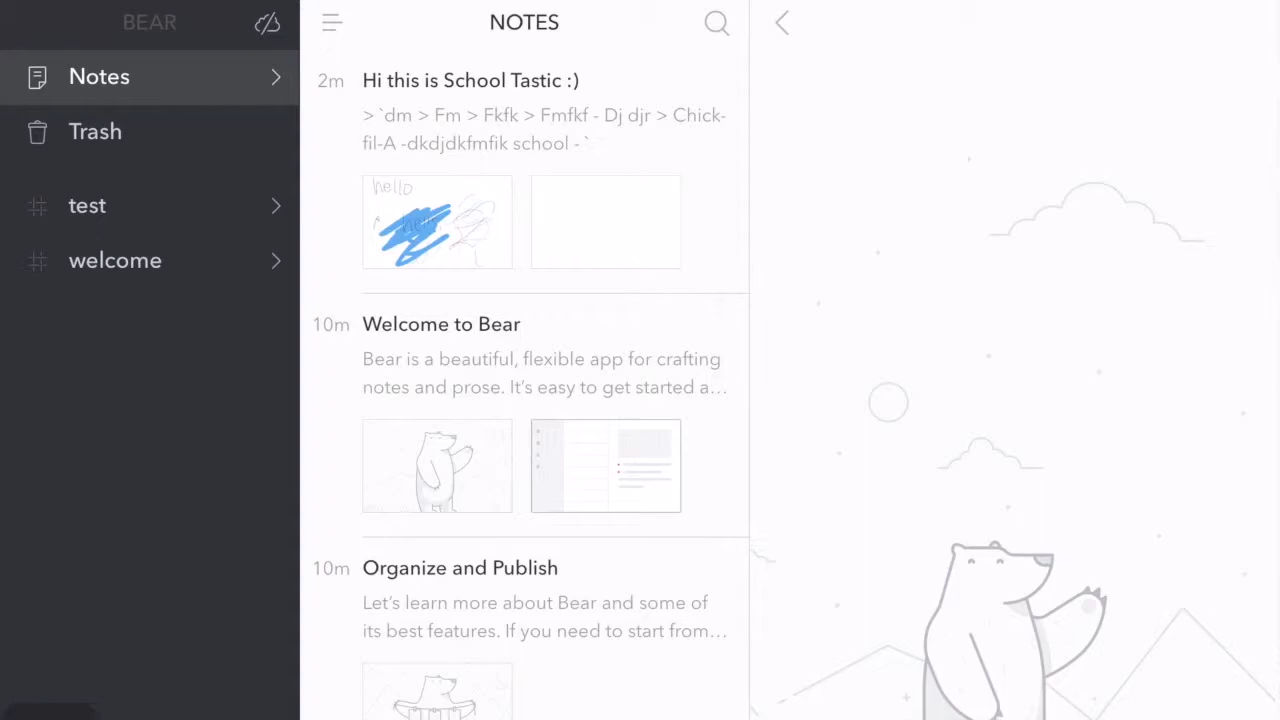 BEAR
Notes
Trash
test
welcome
NOTES
2m
Hi this is School Tastic :)
> `dm > Fm > Fkfk > Fmfkf - Dj djr > Chick-
fil-A -dkdjdkfmfik school - `
hello
hello
10m
Welcome to Bear
Bear is a beautiful, flexible app for crafting
notes and prose. It's easy to get started a…
10m
Organize and Publish
Let's learn more about Bear and some of
its best features. If you need to start from…